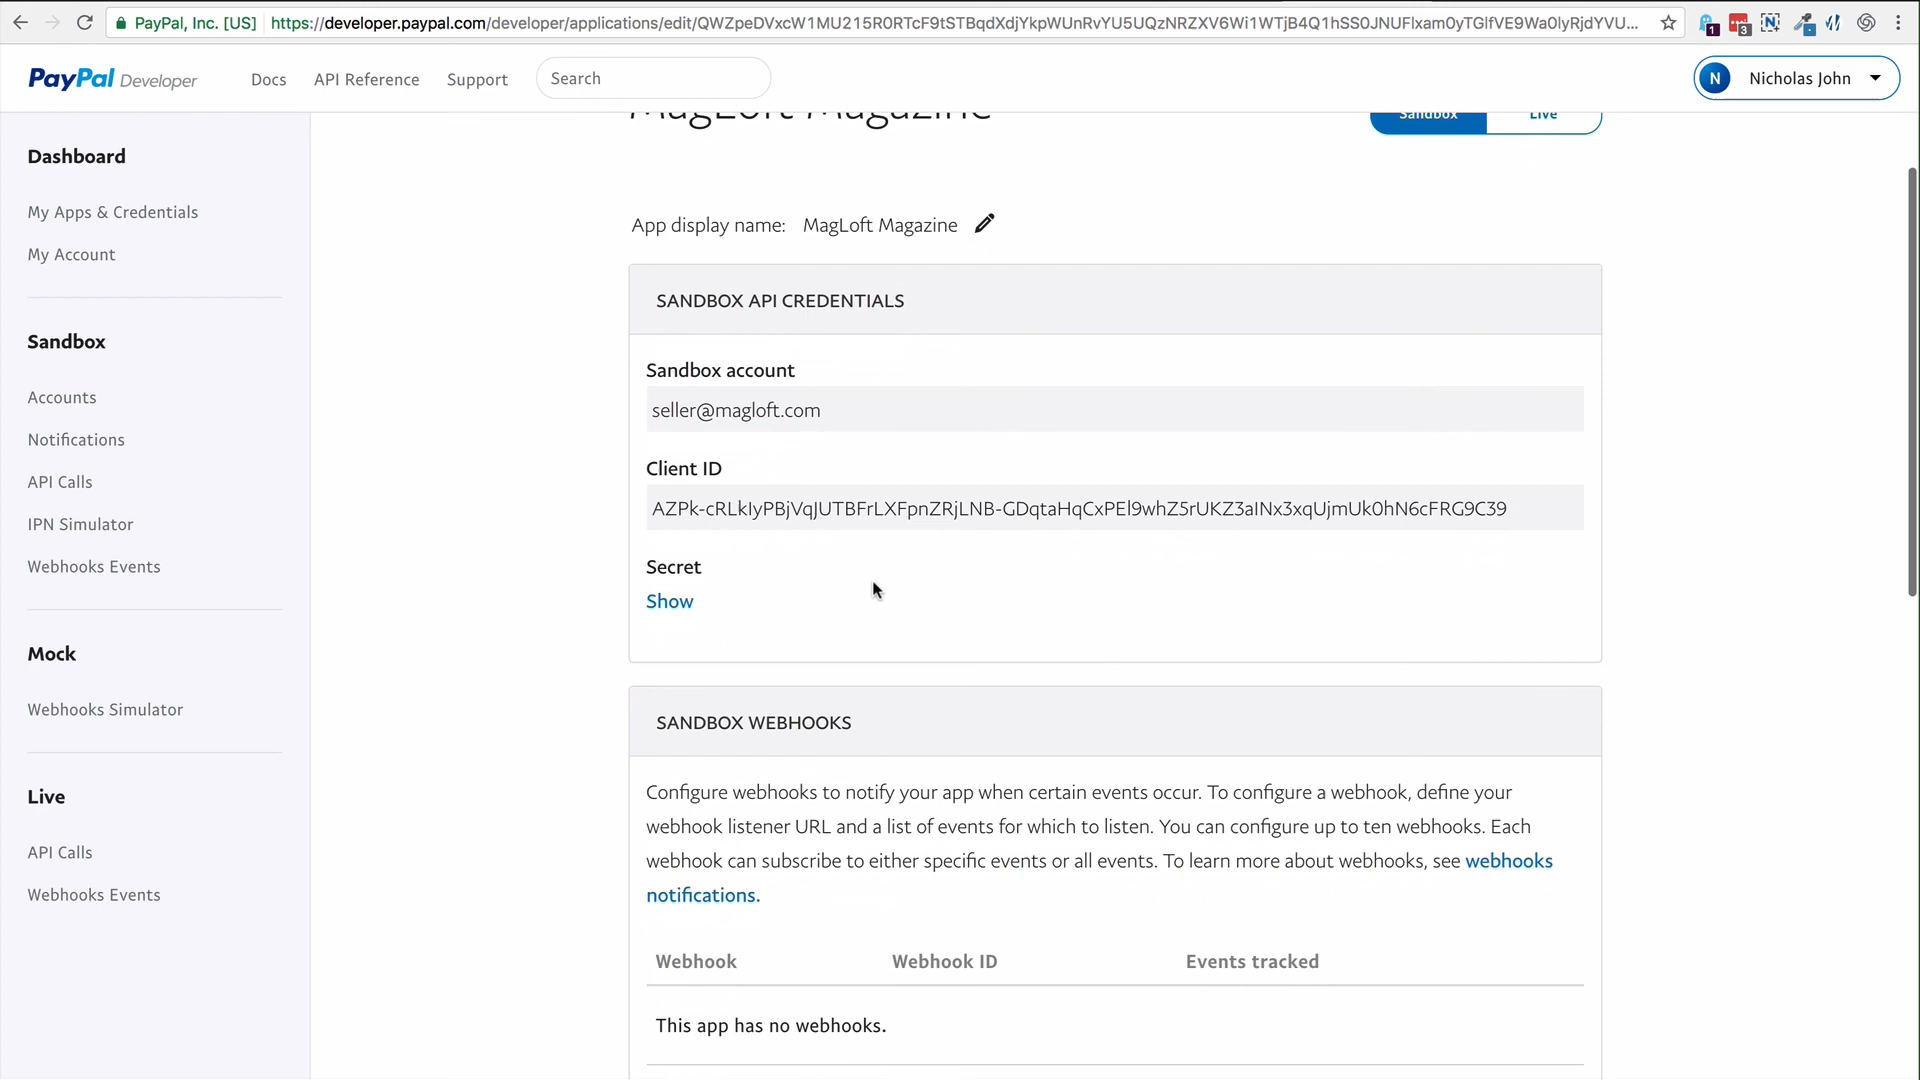 PayPal, Inc. [US]
https://developer.paypal.com/developer/applications/edit/QWZpeDVxcW1MU215R0RTcF9tSTBqdXdjYkpWUnRvYU5UQzNRZXV6Wi1WTjB4Q1hSS0JNUFlxam0yTGlfVE9Wa0lyRjdYVU...
1
3
PayPal Developer
Docs
API Reference
Support
Search
N
Nicholas John
MagLoft Magazine
Sandbox
Live
Dashboard
My Apps & Credentials
My Account
Sandbox
Accounts
Notifications
API Calls
IPN Simulator
Webhooks Events
Mock
Webhooks Simulator
Live
API Calls
Webhooks Events
App display name: MagLoft Magazine
SANDBOX API CREDENTIALS
Sandbox account
seller@magloft.com
Client ID
AZPk-cRLkIyPBjVqJUTBFrLXFpnZRjLNB-GDqtaHqCxPEl9whZ5rUKZ3aINx3xqUjmUk0hN6cFRG9C39
Secret
Show
SANDBOX WEBHOOKS
Configure webhooks to notify your app when certain events occur. To configure a webhook, define your
webhook listener URL and a list of events for which to listen. You can configure up to ten webhooks. Each
webhook can subscribe to either specific events or all events. To learn more about webhooks, see webhooks
notifications.
Webhook
Webhook ID
Events tracked
This app has no webhooks.